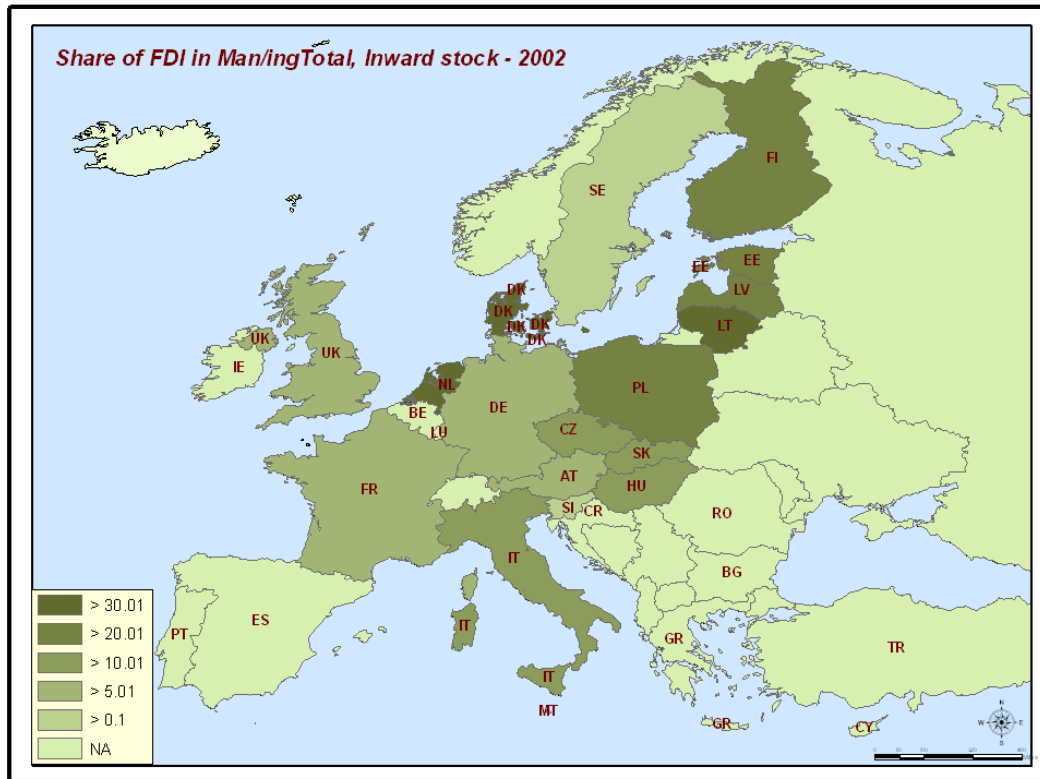 Share of FDI in Man/ingTotal, Inward stock - 2002
FI
SE
EE
EE
LV
DK
DK
DK
DK
DK
LT
UK
UK
IE
NL
PL
BE
DE
LU
CZ
SK
FR
AT
HU
SI
CR
RO
IT
BG
PT
ES
IT
GR
TR
IT
MT
GR
CY
> 30.01
> 20.01
> 10.01
> 5.01
> 0.1
NA
N
W
E
S